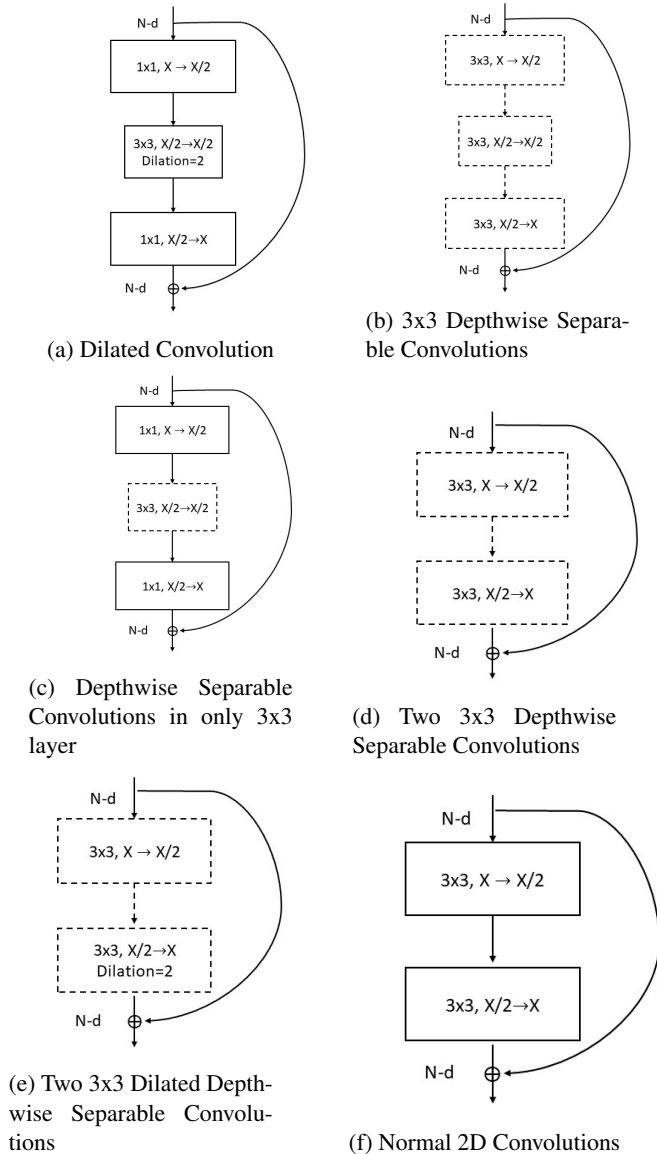 N-d
1x1, X → X/2
3x3, X/2→X/2
Dilation=2
1x1, X/2→X
N-d
(a) Dilated Convolution
N-d
3x3, X → X/2
3x3, X/2→X/2
3x3, X/2→X
N-d
(b) 3x3 Depthwise Separa-
ble Convolutions
N-d
1x1, X → X/2
3x3, X/2→X/2
1x1, X/2→X
N-d
(c) Depthwise Separable
Convolutions in only 3x3
layer
N-d
3x3, X → X/2
3x3, X/2→X
N-d
(d) Two 3x3 Depthwise
Separable Convolutions
N-d
3x3, X → X/2
3x3, X/2→X
Dilation=2
N-d
(e) Two 3x3 Dilated Depth-
wise Separable Convolu-
tions
N-d
3x3, X → X/2
3x3, X/2→X
N-d
(f) Normal 2D Convolutions